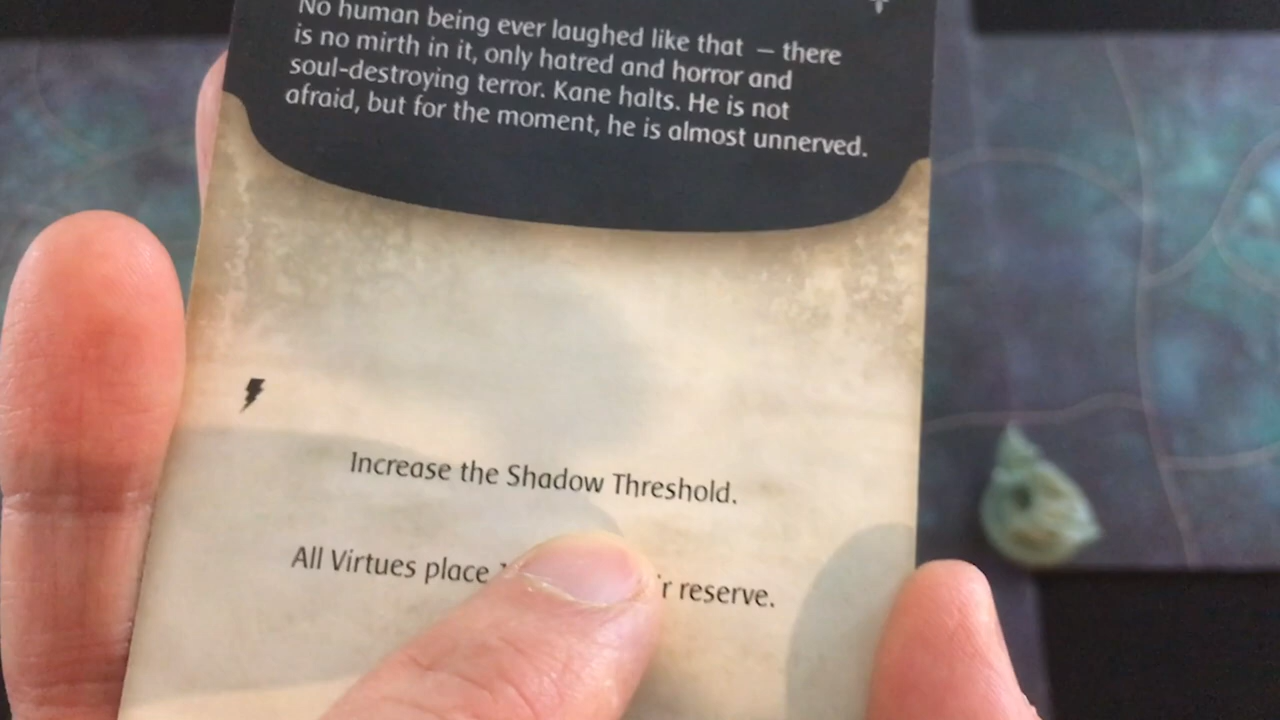 No human being ever laughed like that – there
is no mirth in it, only hatred and horror and
soul-destroying terror. Kane halts. He is not
afraid, but for the moment, he is almost unnerved.
Increase the Shadow Threshold.
All Virtues place reserve.